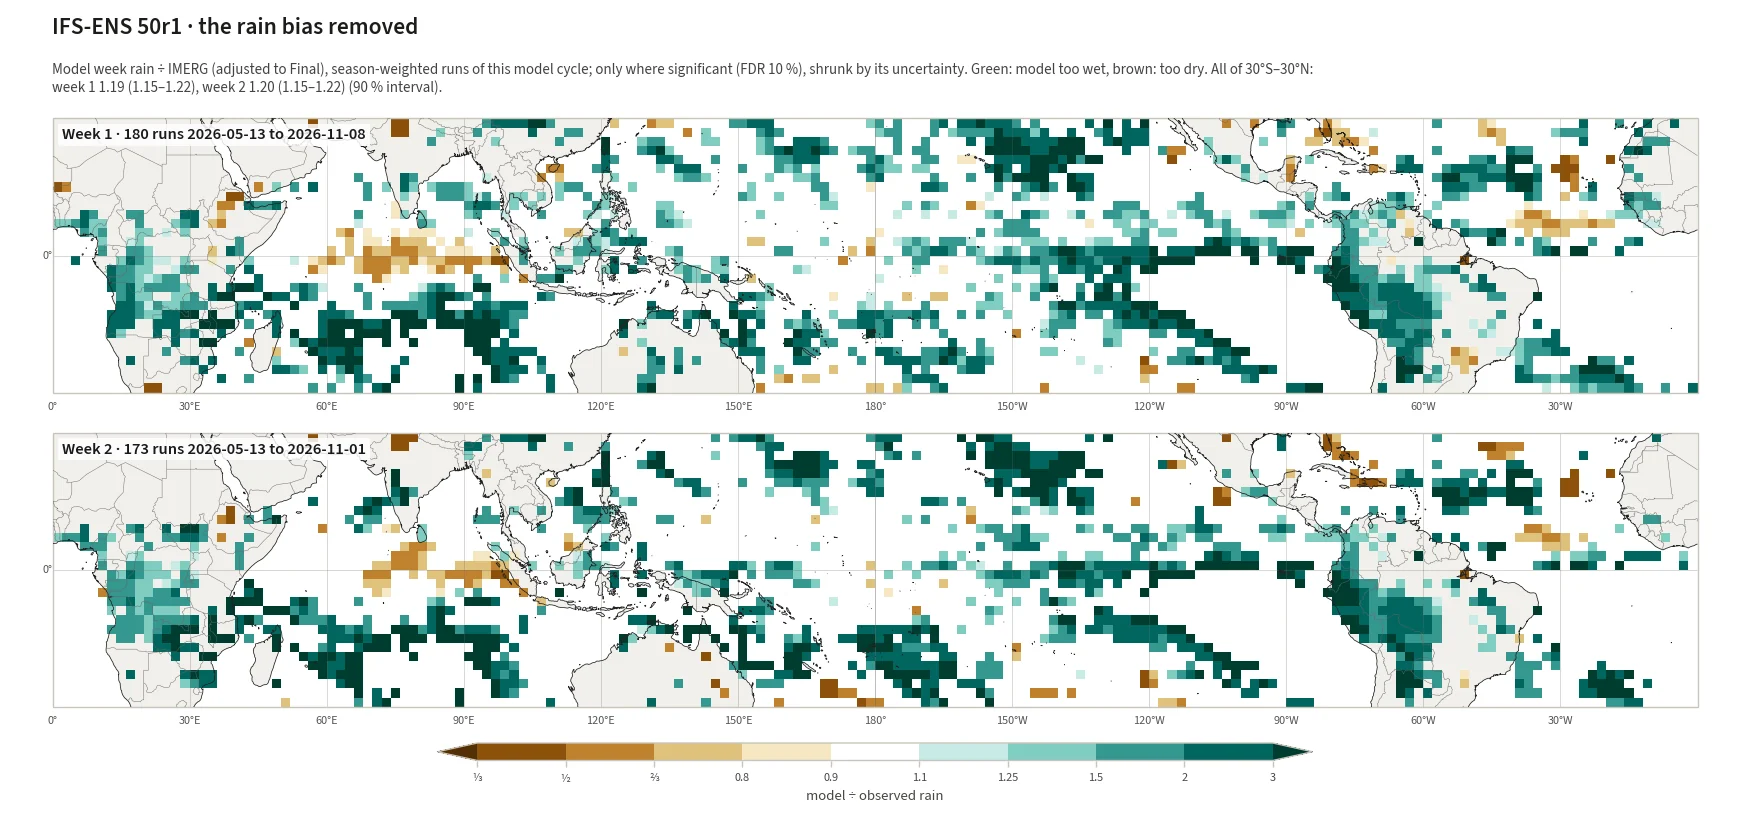 IFS-ENS 50r1 · the rain bias removed
Model week rain ÷ IMERG (adjusted to Final), season-weighted runs of this model cycle; only where significant (FDR 10 %), shrunk by its uncertainty. Green: model too wet, brown: too dry. All of 30°S–30°N:
week 1 1.19 (1.15–1.22), week 2 1.20 (1.15–1.22) (90 % interval).
Week 1 · 180 runs 2026-05-13 to 2026-11-08
0°
0° 30°E 60°E 90°E 120°E 150°E 180° 150°W 120°W 90°W 60°W 30°W
Week 2 · 173 runs 2026-05-13 to 2026-11-01
0°
0° 30°E 60°E 90°E 120°E 150°E 180° 150°W 120°W 90°W 60°W 30°W
⅓ ½ ⅔ 0.8 0.9 1.1 1.25 1.5 2 3
model ÷ observed rain